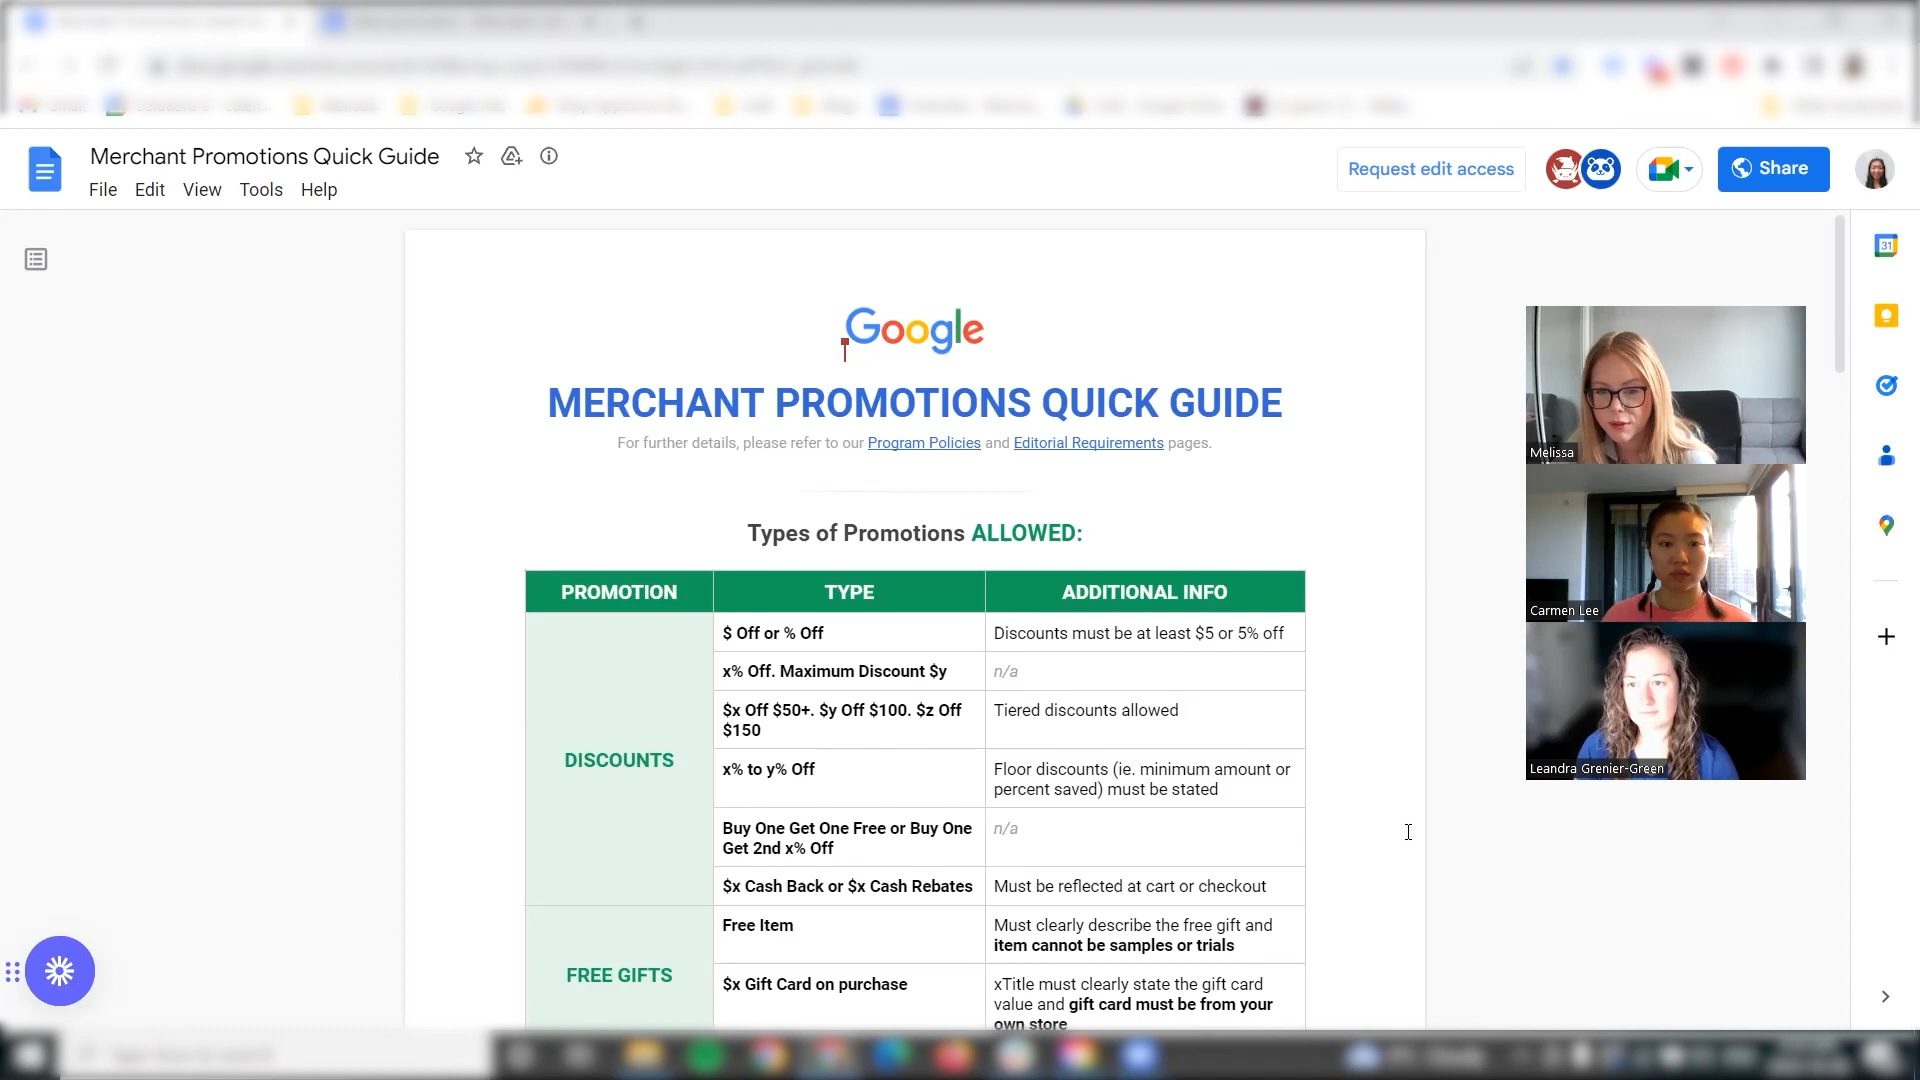 Merchant Promotions Quick Guide
File Edit View Tools Help
Request edit access
Share
31
Google
MERCHANT PROMOTIONS QUICK GUIDE
For further details, please refer to our Program Policies and Editorial Requirements pages.
Types of Promotions ALLOWED:
PROMOTION TYPE ADDITIONAL INFO
DISCOUNTS
$ Off or % Off
Discounts must be at least $5 or 5% off
x% Off. Maximum Discount $y
n/a
$x Off $50+. $y Off $100. $z Off
$150
Tiered discounts allowed
x% to y% Off
Floor discounts (ie. minimum amount or
percent saved) must be stated
Buy One Get One Free or Buy One
Get 2nd x% Off
n/a
$x Cash Back or $x Cash Rebates
Must be reflected at cart or checkout
FREE GIFTS
Free Item
Must clearly describe the free gift and
item cannot be samples or trials
$x Gift Card on purchase
xTitle must clearly state the gift card
value and gift card must be from your
own store
Melissa
Carmen Lee
Leandra Grenier-Green